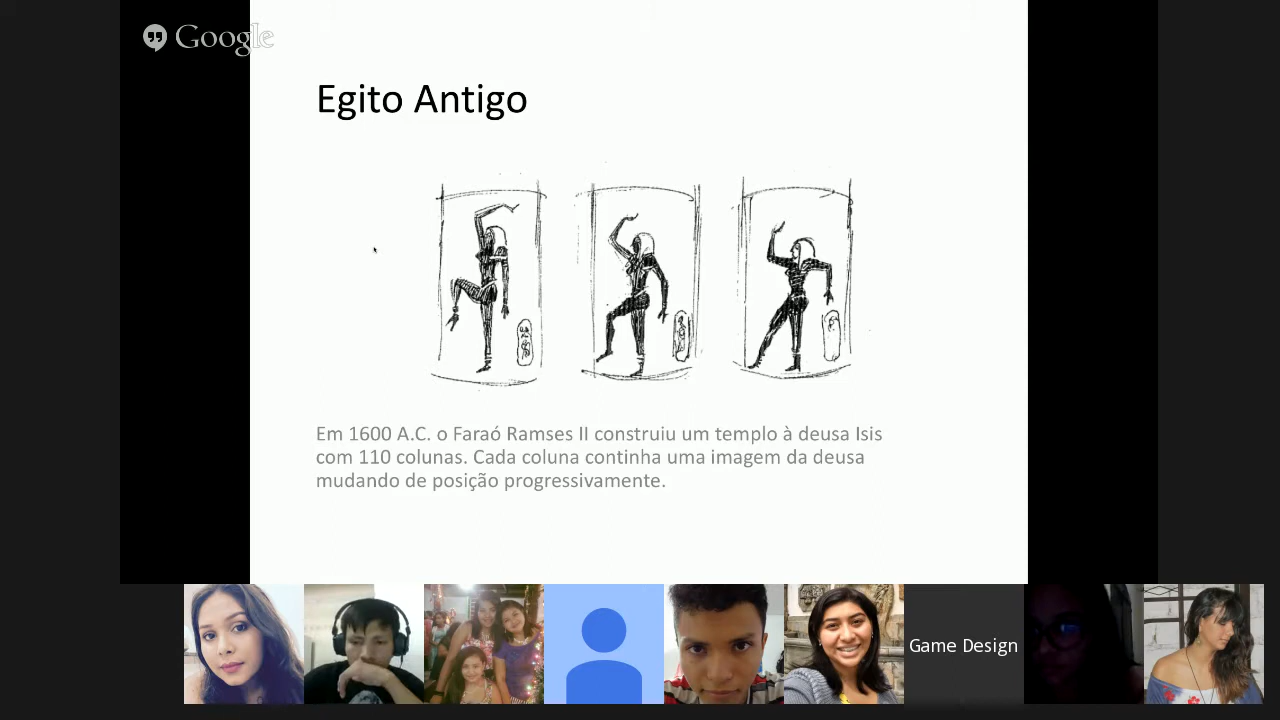 Google
Egito Antigo
Em 1600 A.C. o Faraó Ramses II construiu um templo à deusa Isis
com 110 colunas. Cada coluna continha uma imagem da deusa
mudando de posição progressivamente.
Game Design